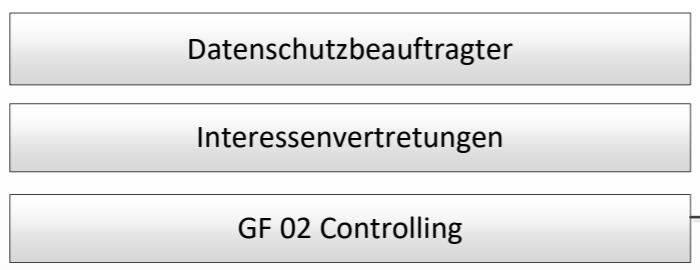 Datenschutzbeauftragter
Interessenvertretungen
GF 02 Controlling